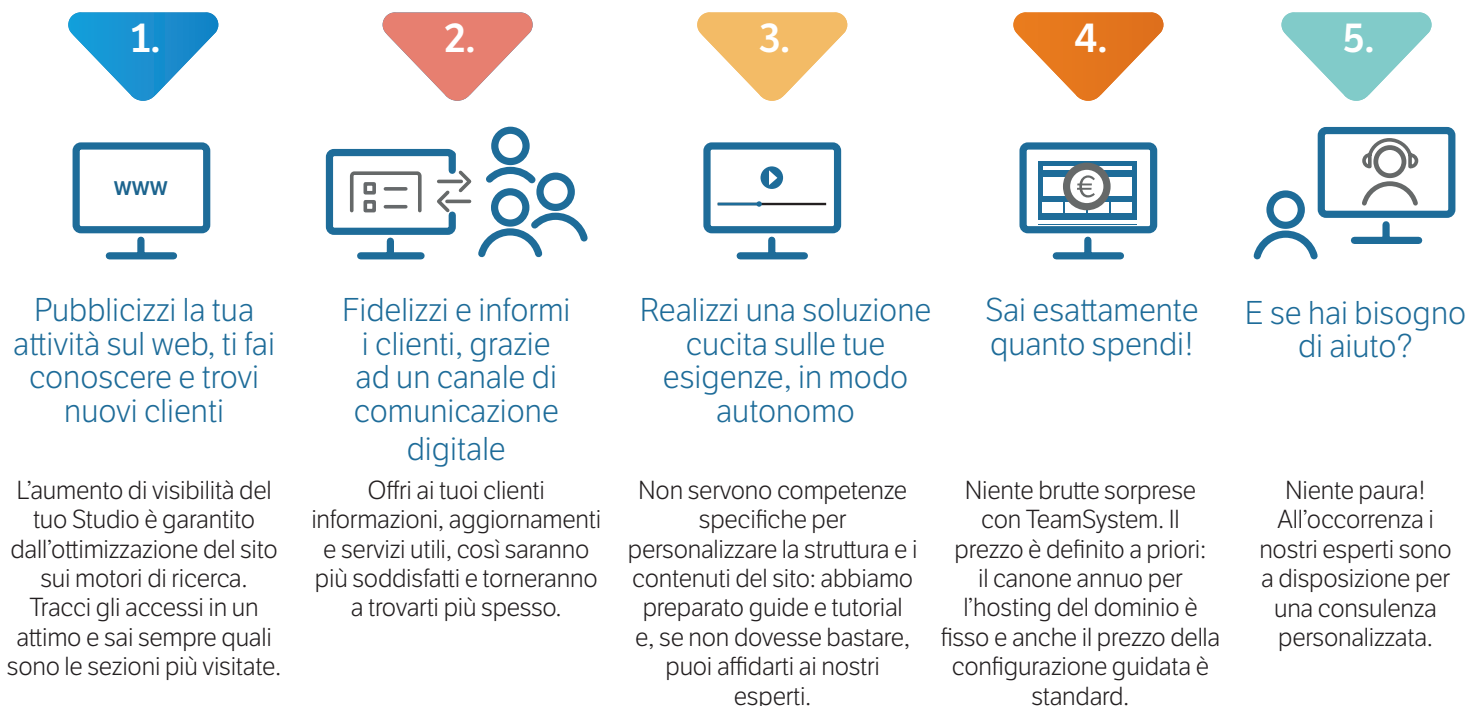 1.
www
Pubblicizzi la tua
attività sul web, ti fai
conoscere e trovi
nuovi clienti
L'aumento di visibilità del
tuo Studio è garantito
dall'ottimizzazione del sito
sui motori di ricerca.
Tracci gli accessi in un
attimo e sai sempre quali
sono le sezioni più visitate.
2.
Fidelizzi e informi
i clienti, grazie
ad un canale di
comunicazione
digitale
Offri ai tuoi clienti
informazioni, aggiornamenti
e servizi utili, così saranno
più soddisfatti e torneranno
a trovarti più spesso.
3.
Realizzi una soluzione
cucita sulle tue
esigenze, in modo
autonomo
Non servono competenze
specifiche per
personalizzare la struttura e i
contenuti del sito: abbiamo
preparato guide e tutorial
e, se non dovesse bastare,
puoi affidarti ai nostri
esperti.
4.
€
Sai esattamente
quanto spendi!
Niente brutte sorprese
con TeamSystem. Il
prezzo è definito a priori:
il canone annuo per
l'hosting del dominio è
fisso e anche il prezzo della
configurazione guidata è
standard.
5.
E se hai bisogno
di aiuto?
Niente paura!
All'occorrenza i
nostri esperti sono
a disposizione per
una consulenza
personalizzata.